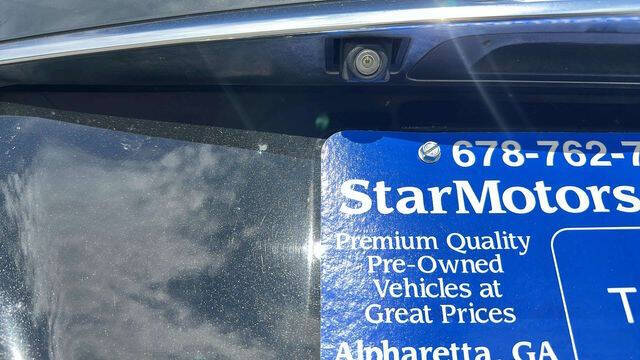 678-762-7
StarMotors
Premium Quality
Pre-Owned
Vehicles at
Great Prices
T
Alpharetta, GA